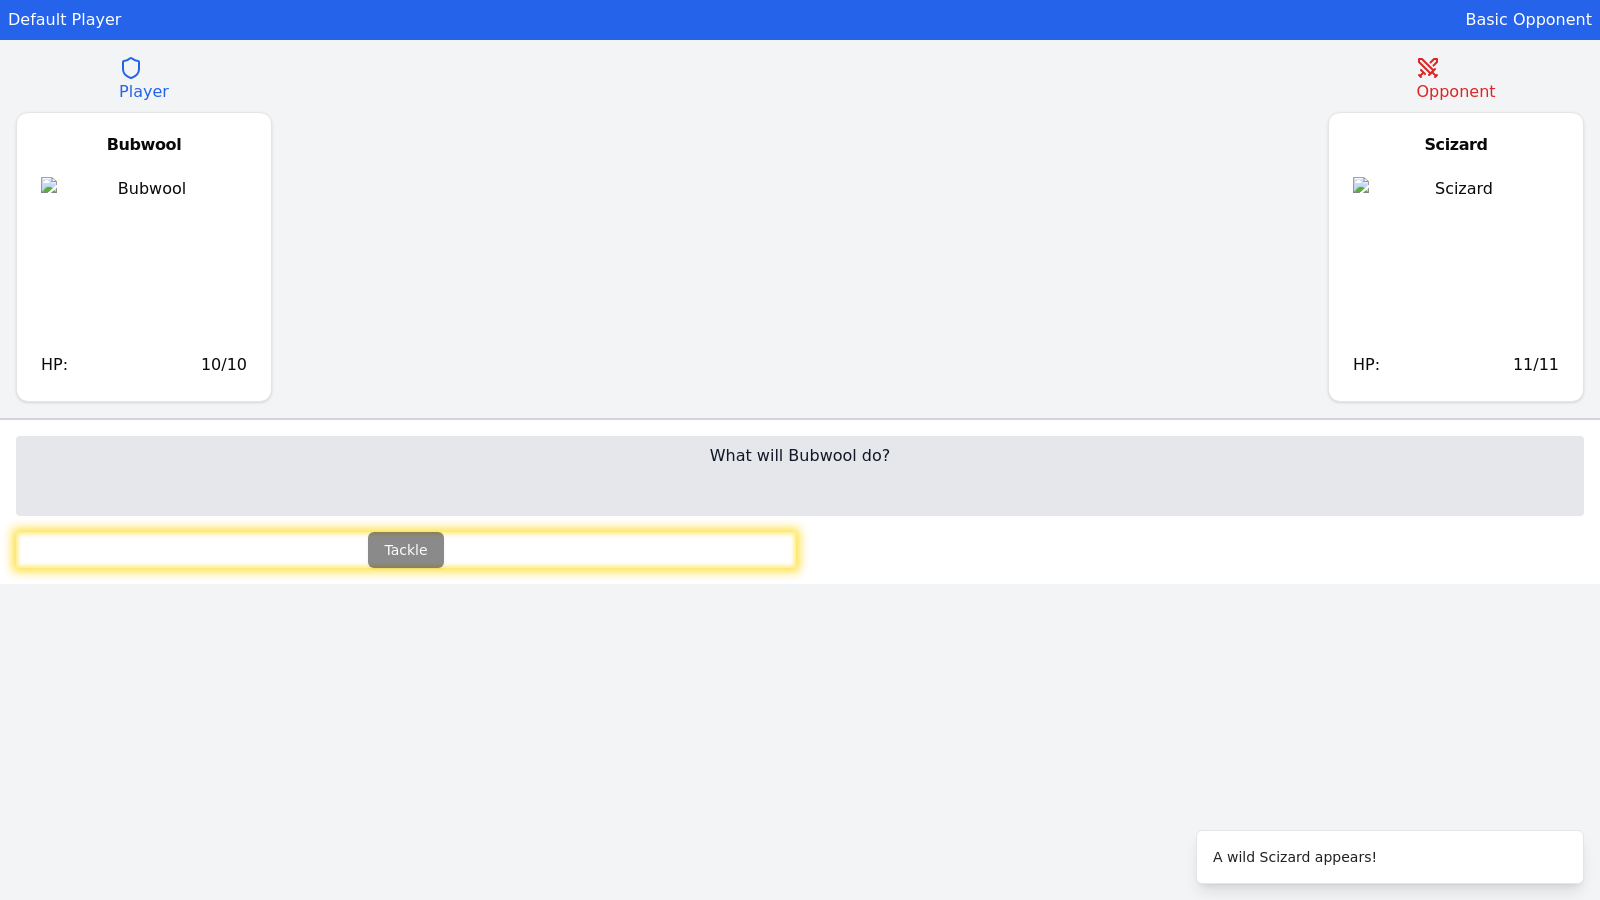 Default Player
Basic Opponent
Player
Opponent
Bubwool
Bubwool
HP: 10/10
Scizard
Scizard
HP: 11/11
What will Bubwool do?
Tackle
A wild Scizard appears!